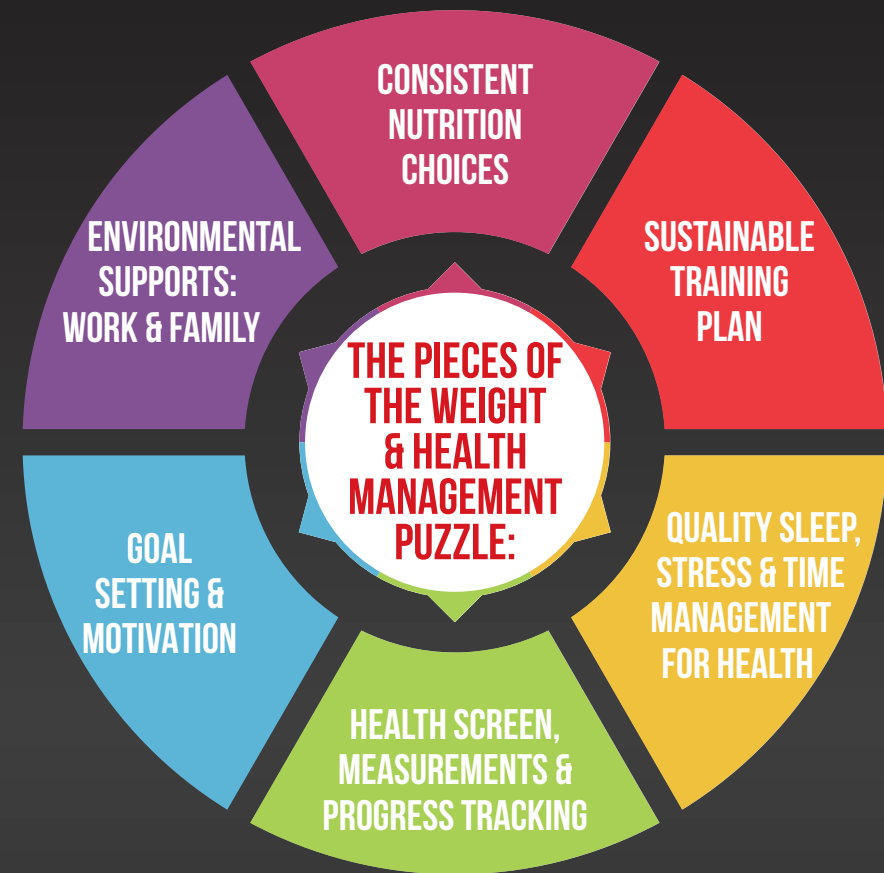 CONSISTENT
NUTRITION
CHOICES
SUSTAINABLE
TRAINING
PLAN
QUALITY SLEEP,
STRESS & TIME
MANAGEMENT
FOR HEALTH
HEALTH SCREEN,
MEASUREMENTS &
PROGRESS TRACKING
GOAL
SETTING &
MOTIVATION
ENVIRONMENTAL
SUPPORTS:
WORK & FAMILY
THE PIECES OF
THE WEIGHT
& HEALTH
MANAGEMENT
PUZZLE: